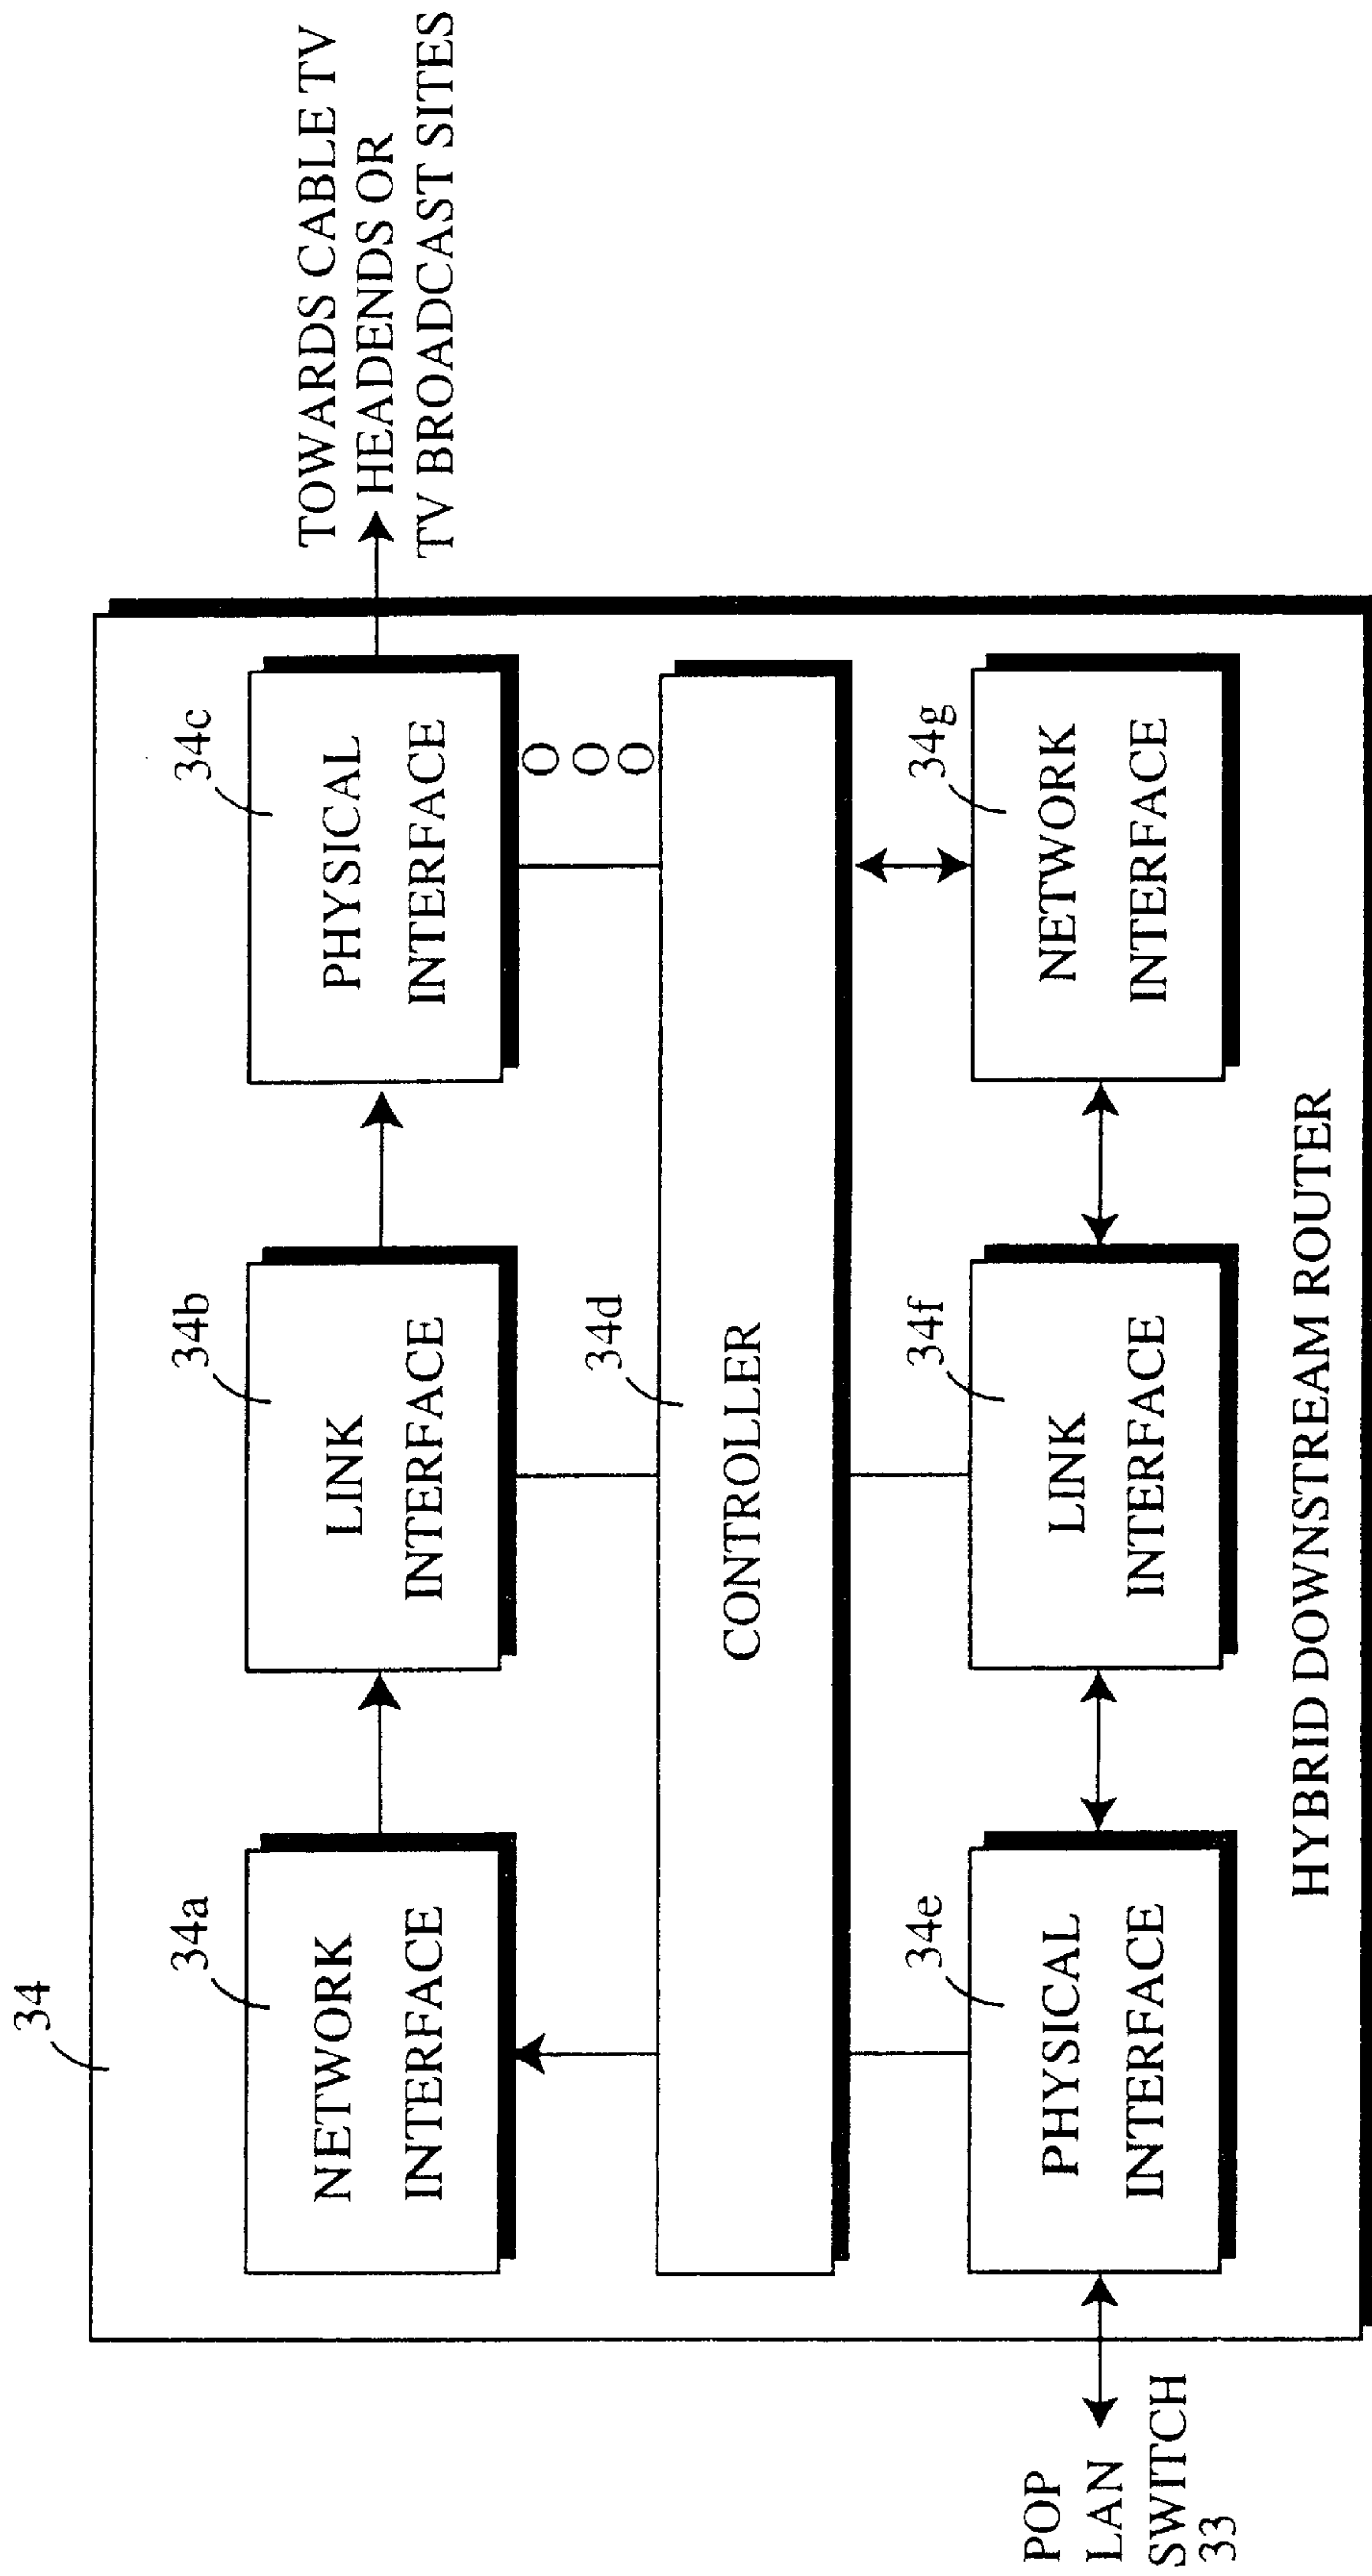 34
34a
NETWORK
INTERFACE
34b
LINK
INTERFACE
34c
PHYSICAL
INTERFACE
TOWARDS CABLE TV
HEADENDS OR
TV BROADCAST SITES
34d
CONTROLLER
34e
PHYSICAL
INTERFACE
34f
LINK
INTERFACE
34g
NETWORK
INTERFACE
POP
LAN
SWITCH
33
HYBRID DOWNSTREAM ROUTER